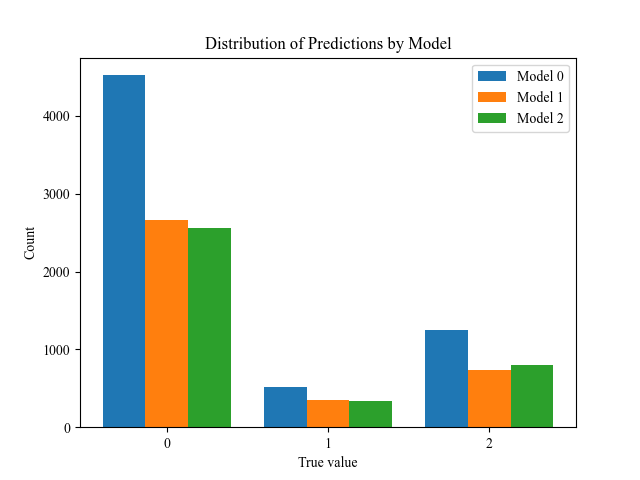 Distribution of Predictions by Model
Model 0
Model 1
Model 2
4000
3000
2000
1000
0
Count
0 1 2
True value